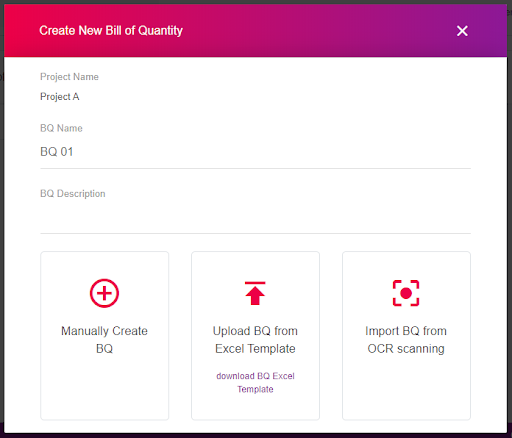 Create New Bill of Quantity
Project Name
Project A
BQ Name
BQ 01
BQ Description
Manually Create
BQ
Upload BQ from
Excel Template
download BQ Excel
Template
Import BQ from
OCR scanning